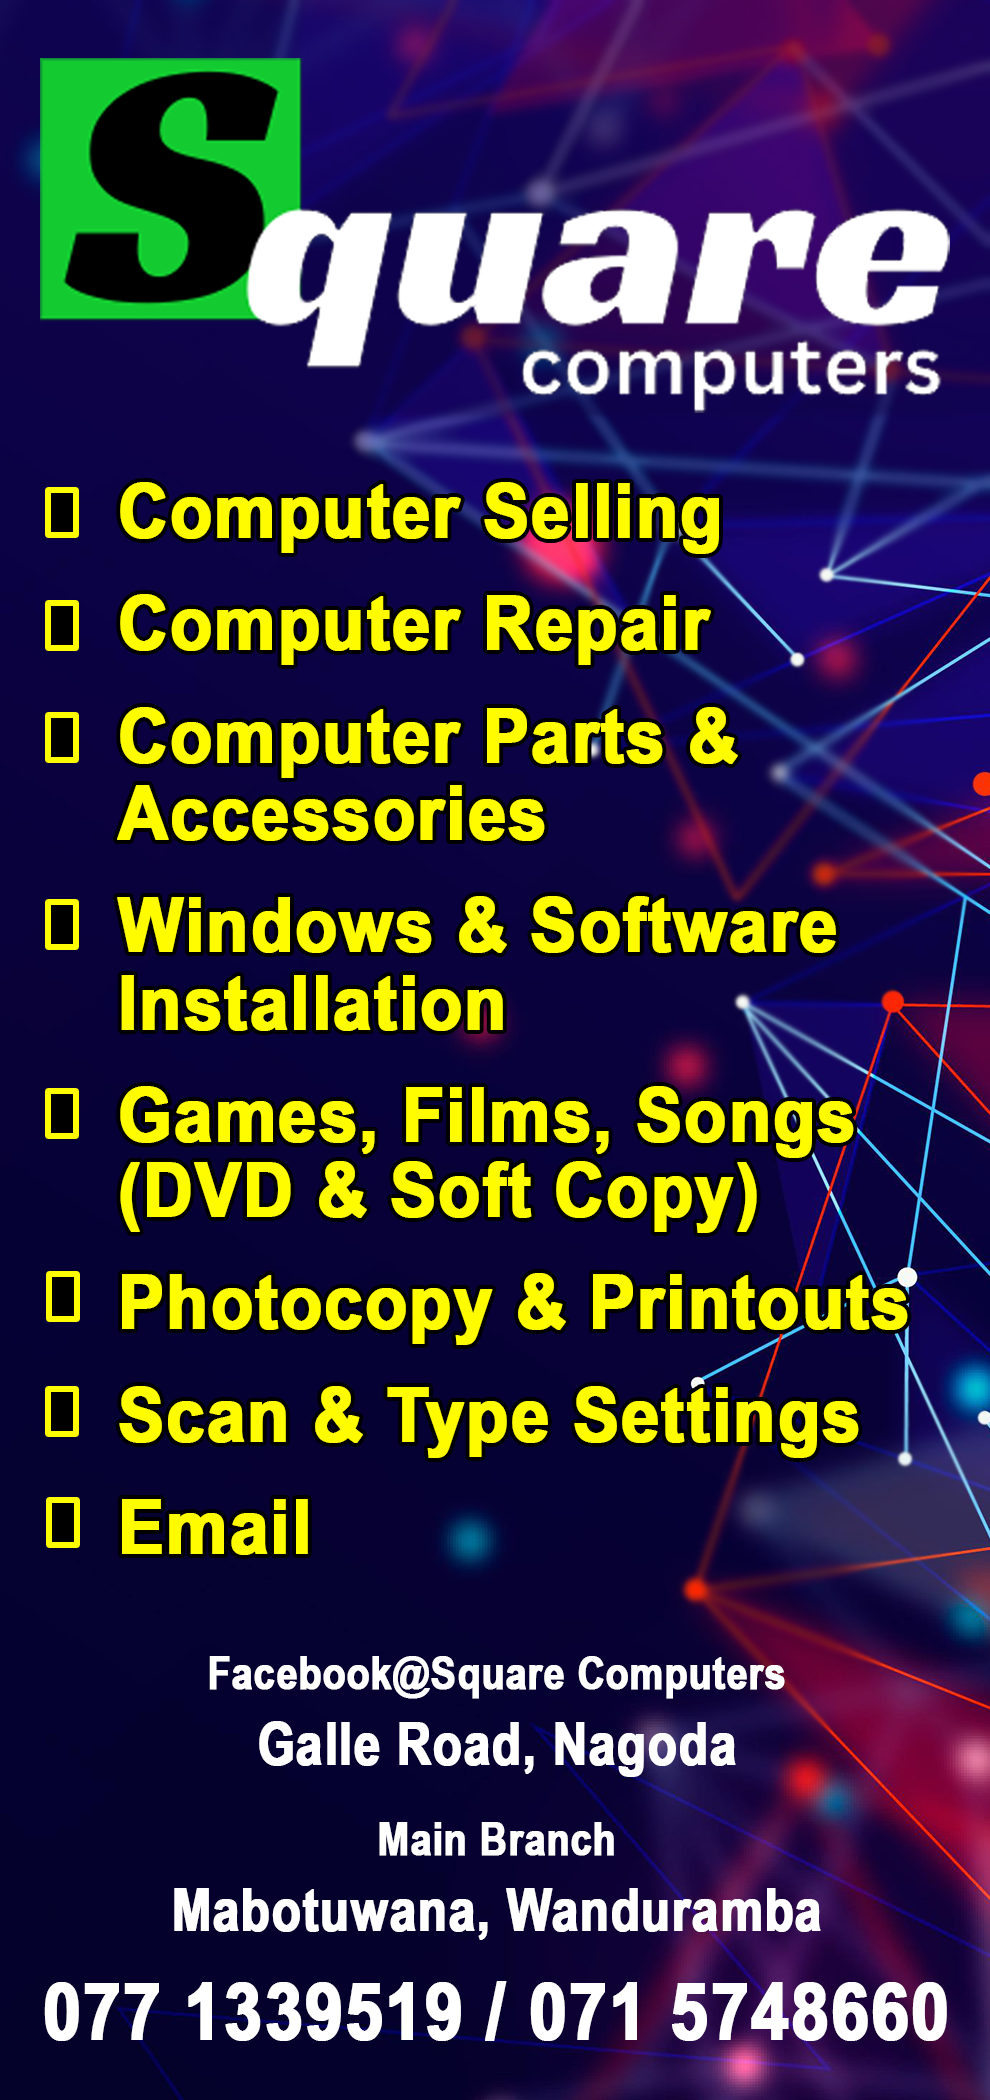 Square
computers
Computer Selling
Computer Repair
Computer Parts &
Accessories
Windows & Software
Installation
Games, Films, Songs
(DVD & Soft Copy)
Photocopy & Printouts
Scan & Type Settings
Email
Facebook@Square Computers
Galle Road, Nagoda
Main Branch
Mabotuwana, Wanduramba
077 1339519 / 071 5748660